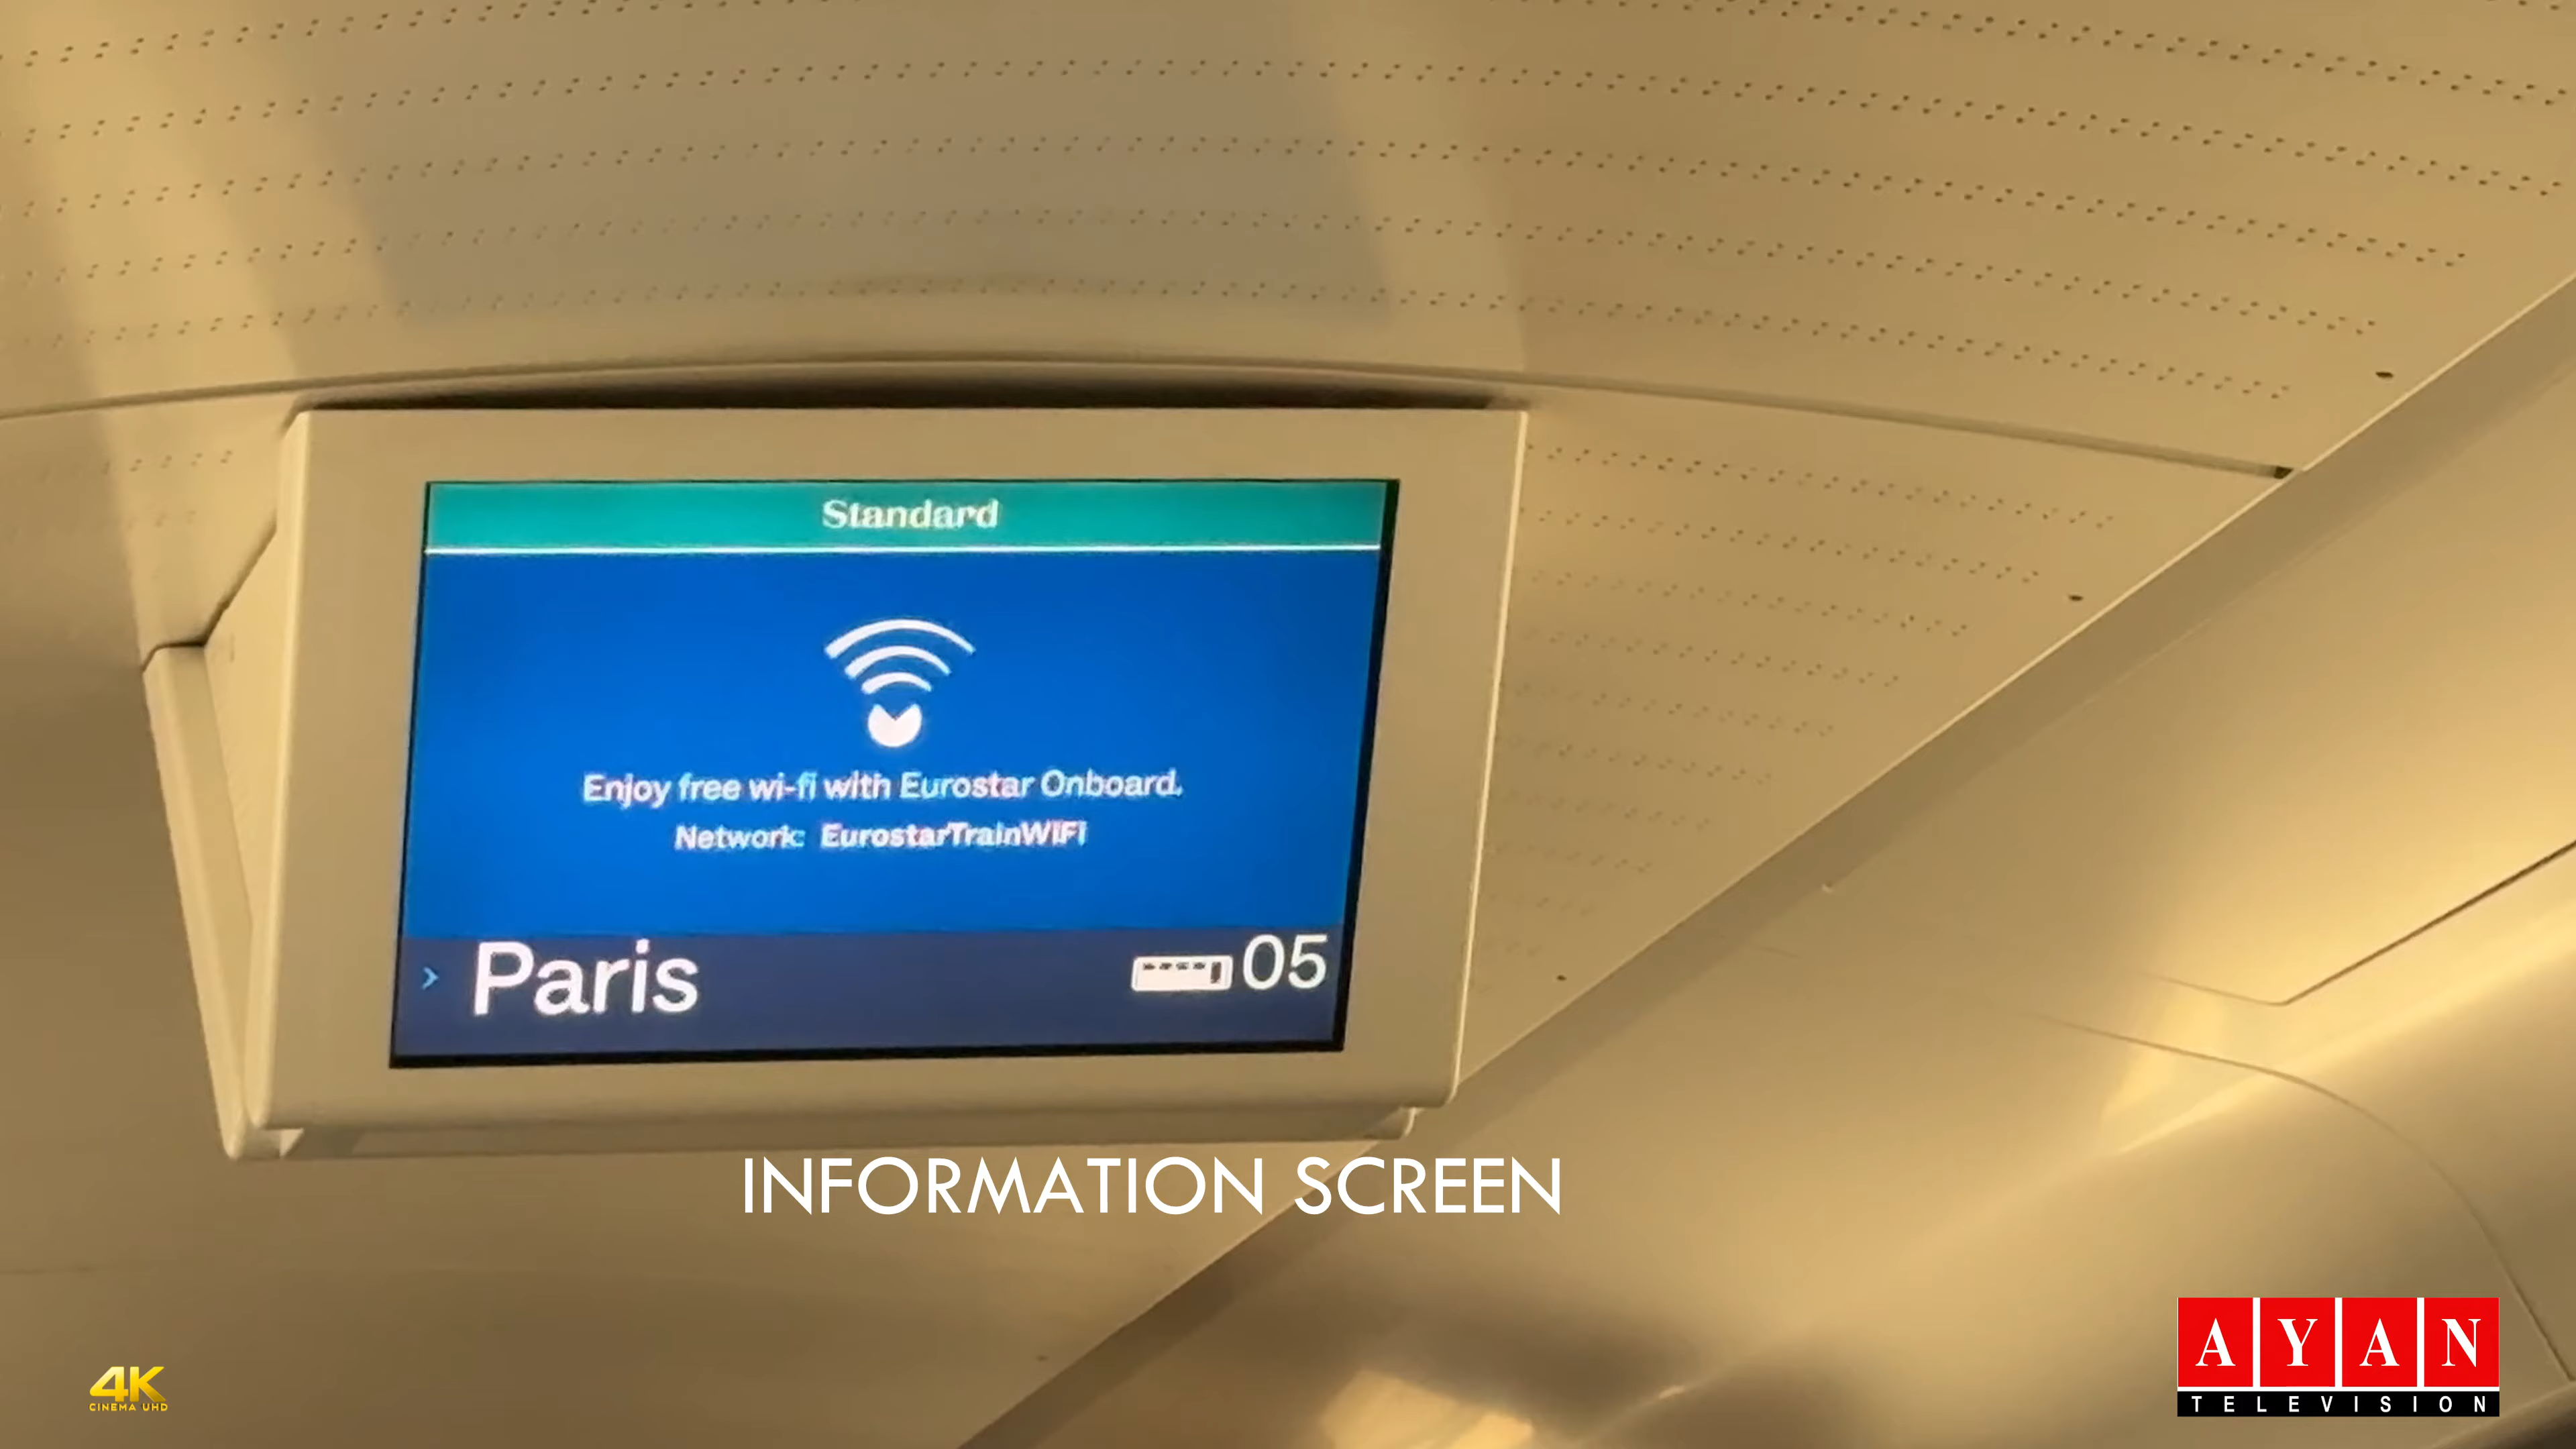 Standard
Enjoy free wi-fi with Eurostar Onboard.
Network: EurostarTrainWiFi
> Paris
05
INFORMATION SCREEN
4K
CINEMA UHD
AYAN
TELEVISION